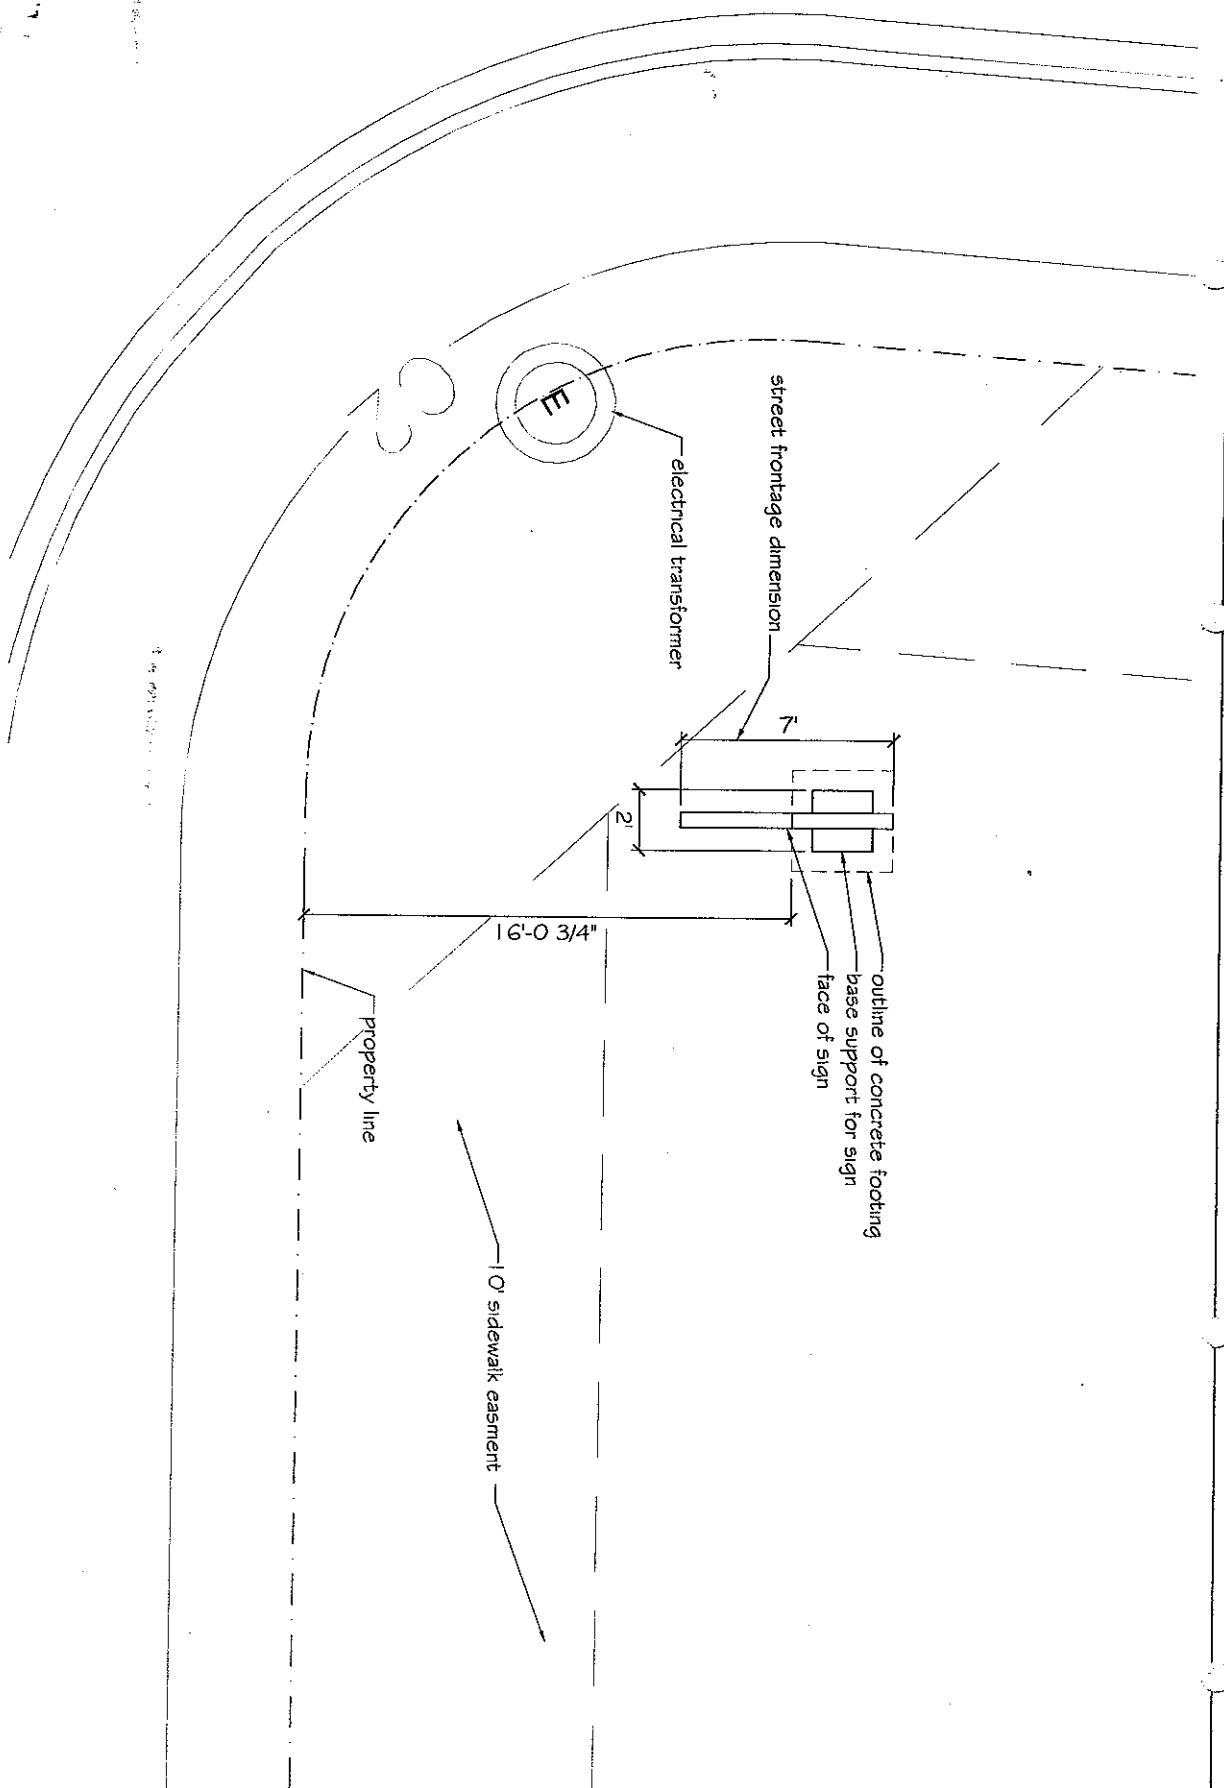 C2
E
electrical transformer
street frontage dimension
7'
2'
16'-0 3/4"
outline of concrete footing
base support for sign
face of sign
property line
10' sidewalk easment